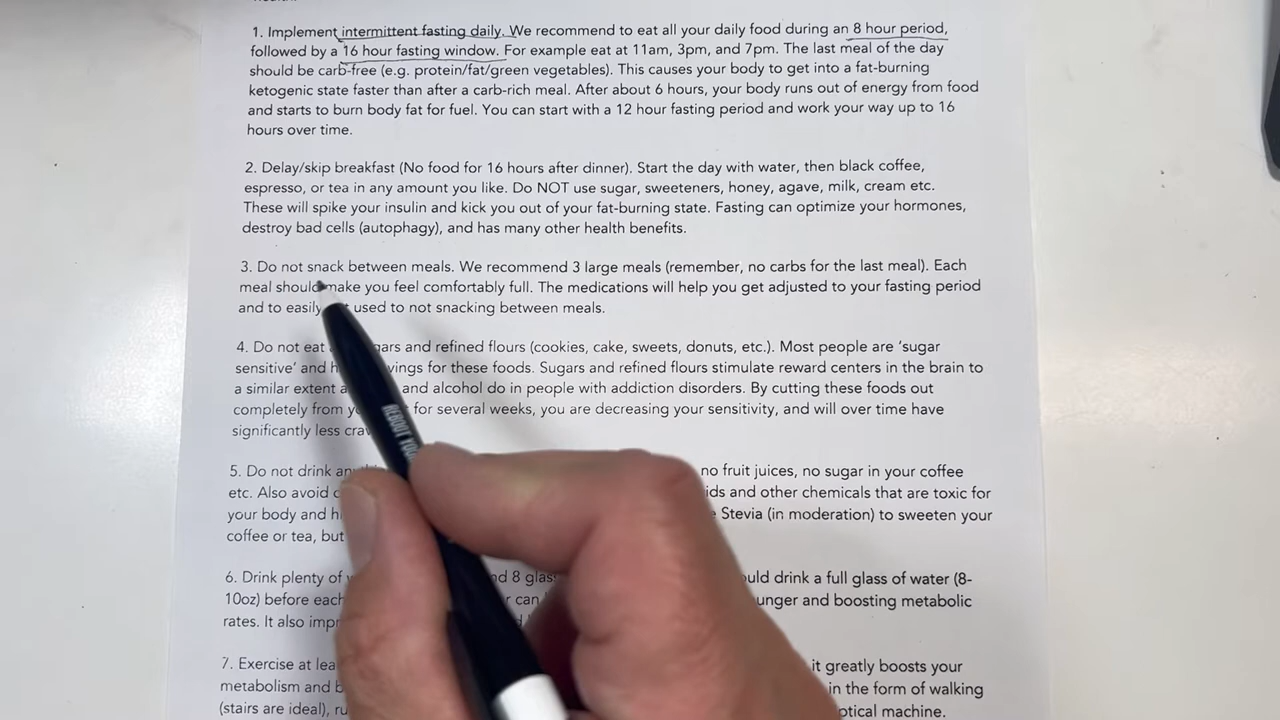 1. Implement intermittent fasting daily. We recommend to eat all your daily food during an 8 hour period,
followed by a 16 hour fasting window. For example eat at 11am, 3pm, and 7pm. The last meal of the day
should be carb-free (e.g. protein/fat/green vegetables). This causes your body to get into a fat-burning
ketogenic state faster than after a carb-rich meal. After about 6 hours, your body runs out of energy from food
and starts to burn body fat for fuel. You can start with a 12 hour fasting period and work your way up to 16
hours over time.
2. Delay/skip breakfast (No food for 16 hours after dinner). Start the day with water, then black coffee,
espresso, or tea in any amount you like. Do NOT use sugar, sweeteners, honey, agave, milk, cream etc.
These will spike your insulin and kick you out of your fat-burning state. Fasting can optimize your hormones,
destroy bad cells (autophagy), and has many other health benefits.
3. Do not snack between meals. We recommend 3 large meals (remember, no carbs for the last meal). Each
meal should make you feel comfortably full. The medications will help you get adjusted to your fasting period
and to easily used to not snacking between meals.
4. Do not eat and refined flours (cookies, cake, sweets, donuts, etc.). Most people are ‘sugar
sensitive’ and for these foods. Sugars and refined flours stimulate reward centers in the brain to
a similar extent and alcohol do in people with addiction disorders. By cutting these foods out
completely from for several weeks, you are decreasing your sensitivity, and will over time have
significantly less
5. Do not drink no fruit juices, no sugar in your coffee
etc. Also avoid and other chemicals that are toxic for
your body and Stevia (in moderation) to sweeten your
coffee or tea, but
6. Drink plenty of 8 drink a full glass of water (8-
10oz) before and boosting metabolic
rates. It also
7. Exercise at it greatly boosts your
metabolism and in the form of walking
(stairs are ideal), machine.
REBOOT